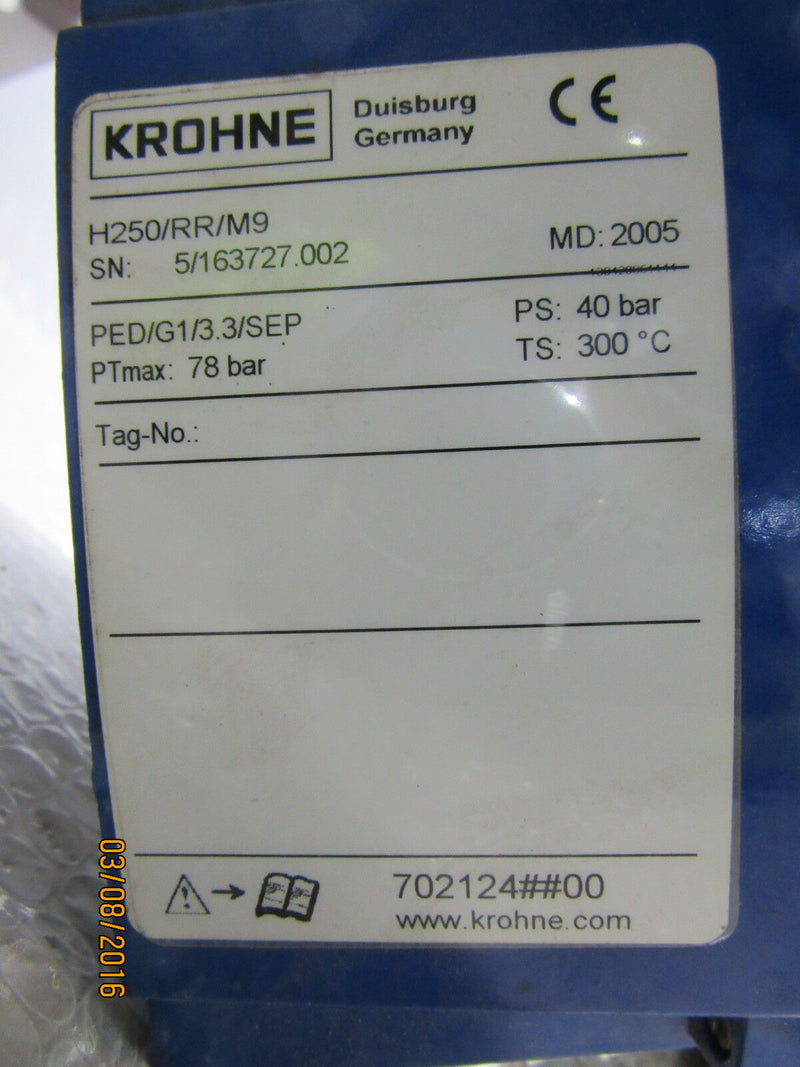 KROHNE
Duisburg
Germany
CE
H250/RR/M9
SN: 5/163727.002
MD: 2005
PED/G1/3.3/SEP
PTmax: 78 bar
PS: 40 bar
TS: 300 °C
Tag-No.:
702124##00
www.krohne.com
03/08/2016